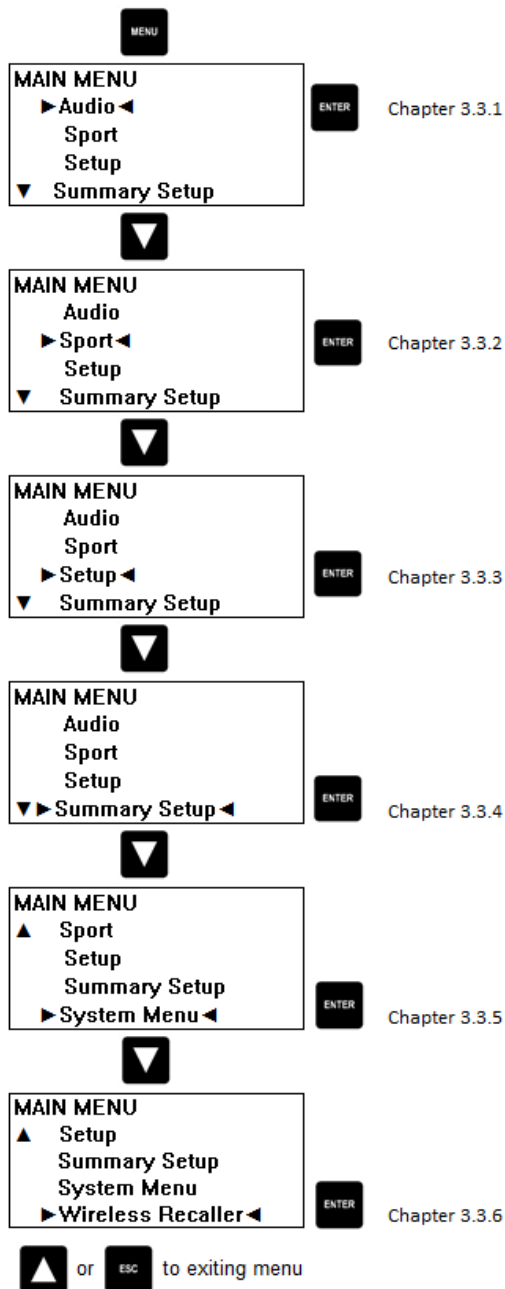 MENU
MAIN MENU
►Audio◄
ENTER Chapter 3.3.1
Sport
Setup
▼ Summary Setup
MAIN MENU
Audio
►Sport◄
ENTER Chapter 3.3.2
Setup
▼ Summary Setup
MAIN MENU
Audio
Sport
►Setup◄
ENTER Chapter 3.3.3
▼ Summary Setup
MAIN MENU
Audio
Sport
Setup
▼►Summary Setup◄
ENTER Chapter 3.3.4
MAIN MENU
▲ Sport
Setup
Summary Setup
►System Menu◄
ENTER Chapter 3.3.5
MAIN MENU
▲ Setup
Summary Setup
System Menu
►Wireless Recaller◄
ENTER Chapter 3.3.6
or ESC to exiting menu